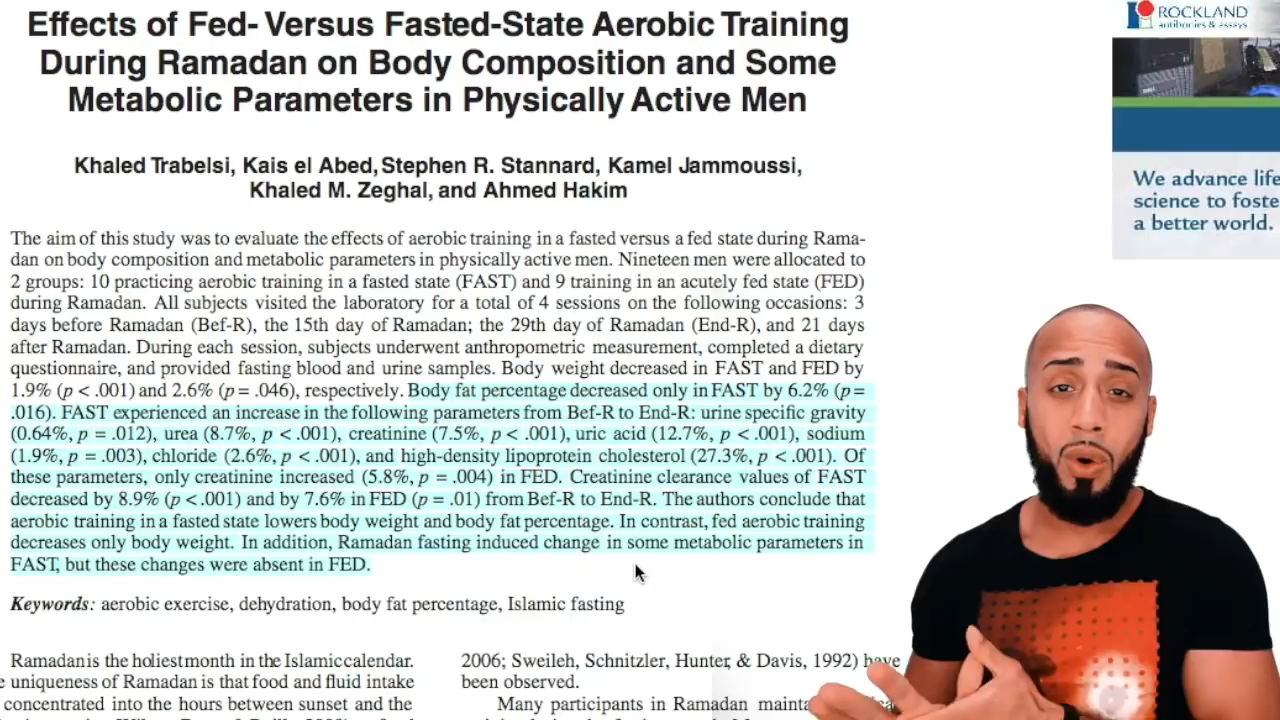 Effects of Fed- Versus Fasted-State Aerobic Training
During Ramadan on Body Composition and Some
Metabolic Parameters in Physically Active Men
Khaled Trabelsi, Kais el Abed, Stephen R. Stannard, Kamel Jammoussi,
Khaled M. Zeghal, and Ahmed Hakim
The aim of this study was to evaluate the effects of aerobic training in a fasted versus a fed state during Rama-
dan on body composition and metabolic parameters in physically active men. Nineteen men were allocated to
2 groups: 10 practicing aerobic training in a fasted state (FAST) and 9 training in an acutely fed state (FED)
during Ramadan. All subjects visited the laboratory for a total of 4 sessions on the following occasions: 3
days before Ramadan (Bef-R), the 15th day of Ramadan; the 29th day of Ramadan (End-R), and 21 days
after Ramadan. During each session, subjects underwent anthropometric measurement, completed a dietary
questionnaire, and provided fasting blood and urine samples. Body weight decreased in FAST and FED by
1.9% (p < .001) and 2.6% (p = .046), respectively. Body fat percentage decreased only in FAST by 6.2% (p =
.016). FAST experienced an increase in the following parameters from Bef-R to End-R: urine specific gravity
(0.64%, p = .012), urea (8.7%, p < .001), creatinine (7.5%, p < .001), uric acid (12.7%, p < .001), sodium
(1.9%, p = .003), chloride (2.6%, p < .001), and high-density lipoprotein cholesterol (27.3%, p < .001). Of
these parameters, only creatinine increased (5.8%, p = .004) in FED. Creatinine clearance values of FAST
decreased by 8.9% (p < .001) and by 7.6% in FED (p = .01) from Bef-R to End-R. The authors conclude that
aerobic training in a fasted state lowers body weight and body fat percentage. In contrast, fed aerobic training
decreases only body weight. In addition, Ramadan fasting induced change in some metabolic parameters in
FAST, but these changes were absent in FED.
Keywords: aerobic exercise, dehydration, body fat percentage, Islamic fasting
Ramadan is the holiest month in the Islamic calendar.
uniqueness of Ramadan is that food and fluid intake
concentrated into the hours between sunset and the
2006; Sweileh, Schnitzler, Hunter, & Davis, 1992) have
been observed.
Many participants in Ramadan
ROCKLAND
antibodies & assays
We advance life
science to foste
a better world.